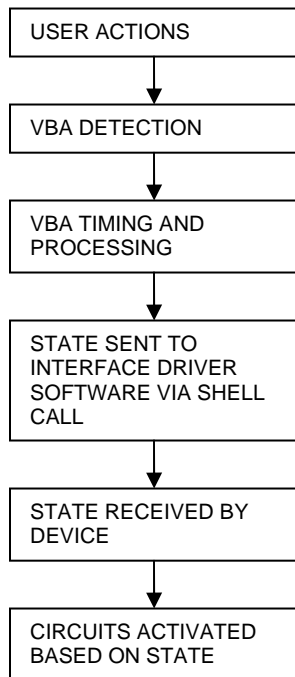 USER ACTIONS
VBA DETECTION
VBA TIMING AND
PROCESSING
STATE SENT TO
INTERFACE DRIVER
SOFTWARE VIA SHELL
CALL
STATE RECEIVED BY
DEVICE
CIRCUITS ACTIVATED
BASED ON STATE